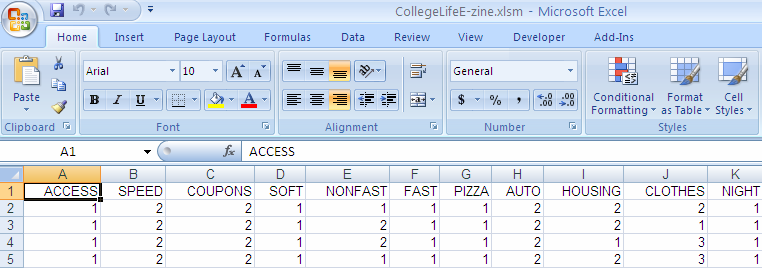 CollegeLifeE-zine.xlsm - Microsoft Excel
Home Insert Page Layout Formulas Data Review View Developer Add-Ins
Paste
Arial 10 A A
B I U A
General
$ % , .00 .0 .00
Conditional Formatting Format as Table Cell Styles
Clipboard Font Alignment Number Styles
A1 fx ACCESS
A B C D E F G H I J K
1 ACCESS SPEED COUPONS SOFT NONFAST FAST PIZZA AUTO HOUSING CLOTHES NIGHT
2 1 2 2 1 1 1 1 2 2 2 1
3 1 2 2 1 2 1 1 2 2 1 1
4 1 2 2 1 2 1 1 2 1 3 1
5 1 2 2 1 1 1 1 2 2 3 1